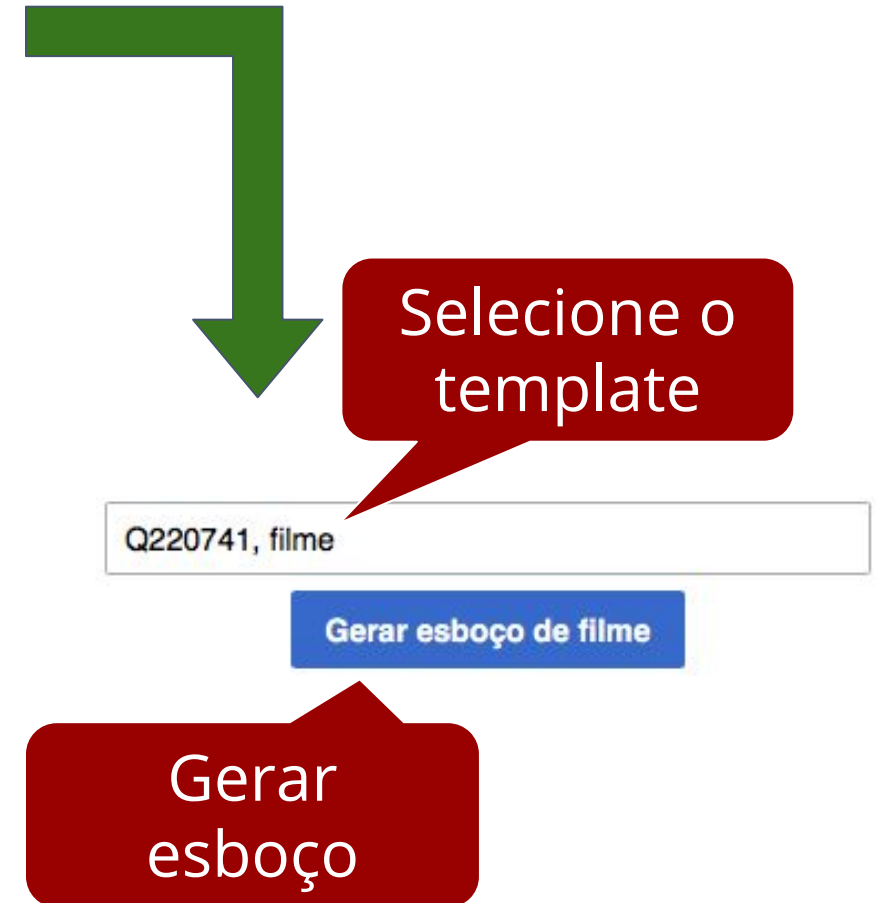 Selecione o
template
Q220741, filme
Gerar esboço de filme
Gerar
esboço